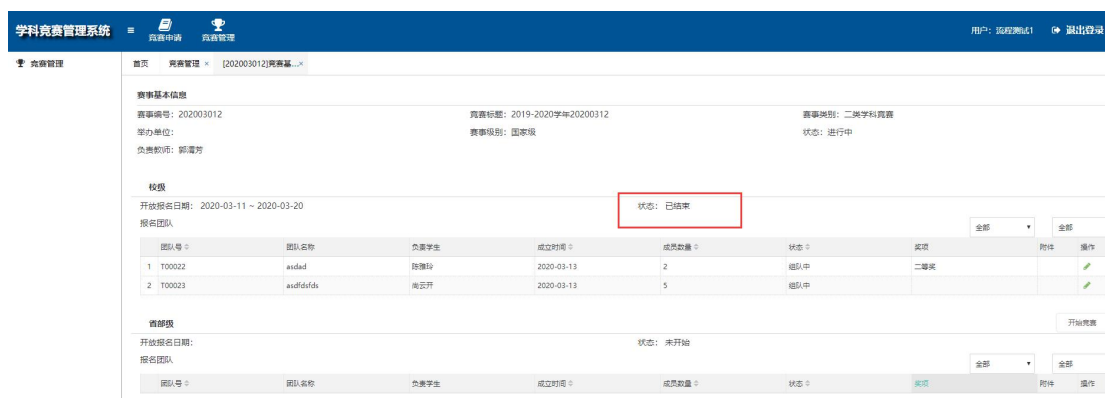 学科竞赛管理系统 竞赛申请 竞赛管理 用户：流程测试1 退出登录
竞赛管理 首页 竞赛管理 × [202003012]竞赛基...×
赛事基本信息
赛事编号：202003012 竞赛标题：2019-2020学年20200312 赛事类别：二类学科竞赛
举办单位： 赛事级别：国家级 状态：进行中
负责教师：郭清芳
校级
开放报名日期：2020-03-11 ~ 2020-03-20 状态：已结束
报名团队 全部 全部
团队号 团队名称 负责学生 成立时间 成员数量 状态 奖项 附件 操作
1 T00022 asdad 陈雅玲 2020-03-13 2 组队中 二等奖
2 T00023 asdfdsfds 尚云开 2020-03-13 5 组队中
省部级 开始竞赛
开放报名日期： 状态：未开始
报名团队 全部 全部
团队号 团队名称 负责学生 成立时间 成员数量 状态 奖项 附件 操作